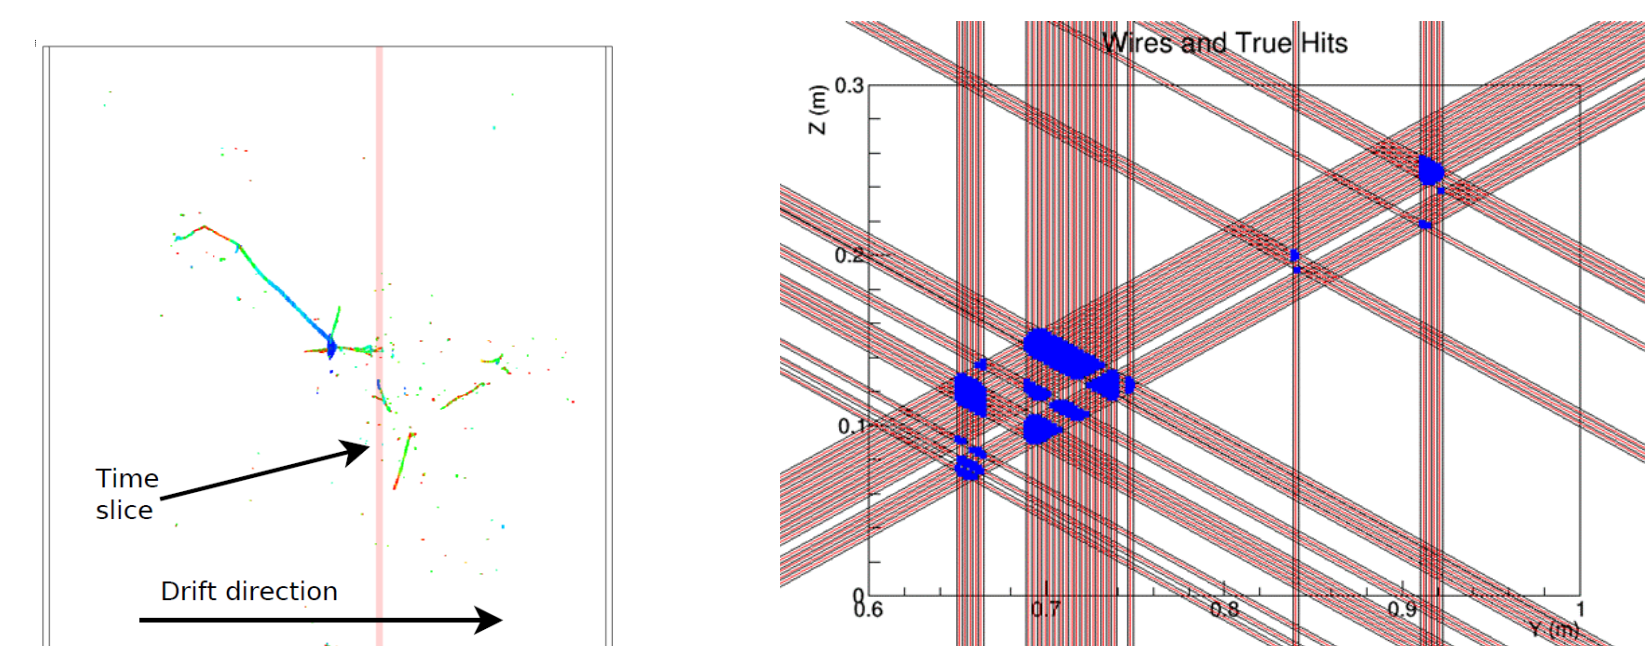 Time
slice
Drift direction
Wires and True Hits
Z (m)
0.3
0.2
0.1
0
0.6
0.7
0.8
0.9
1
Y (m)